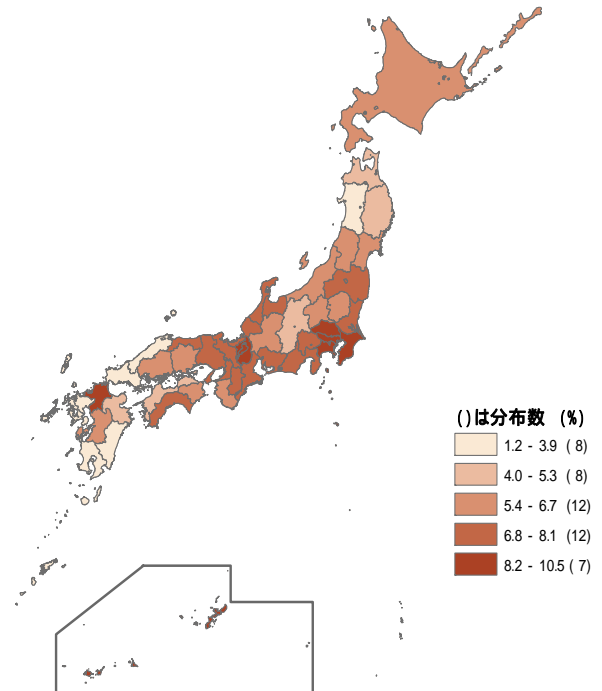 ()は分布数 (%)
1.2 - 3.9 ( 8)
4.0 - 5.3 ( 8)
5.4 - 6.7 (12)
6.8 - 8.1 (12)
8.2 - 10.5 ( 7)